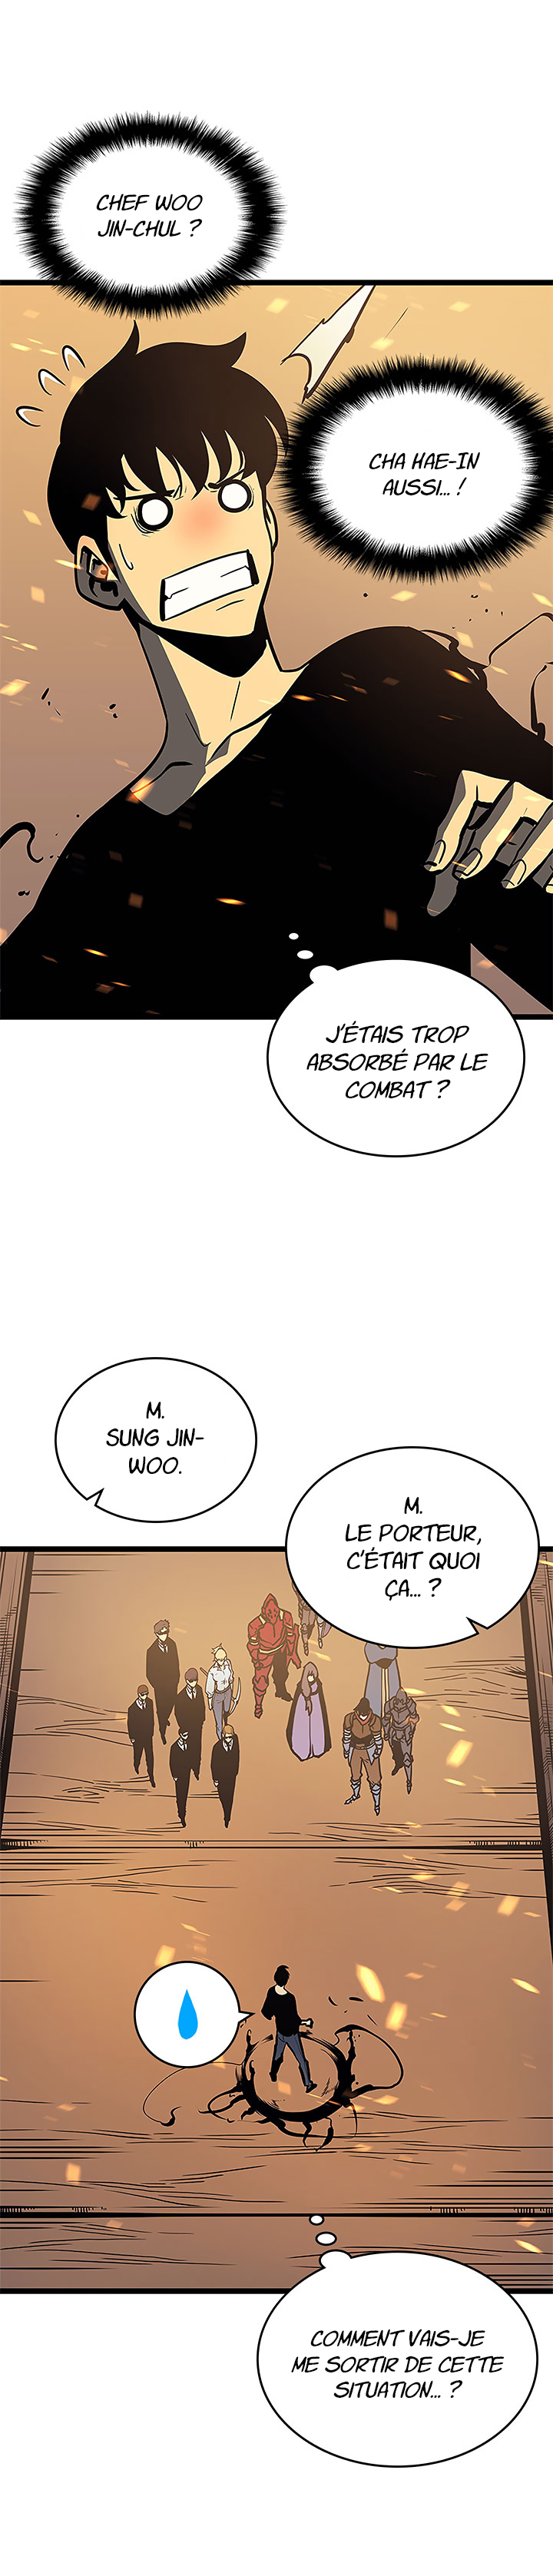 CHEF WOO
JIN-CHUL ?
CHA HAE-IN
AUSSI... !
J'ÉTAIS TROP
ABSORBÉ PAR LE
COMBAT ?
M.
SUNG JIN-
WOO.
M.
LE PORTEUR,
C'ÉTAIT QUOI
ÇA... ?
COMMENT VAIS-JE
ME SORTIR DE CETTE
SITUATION... ?